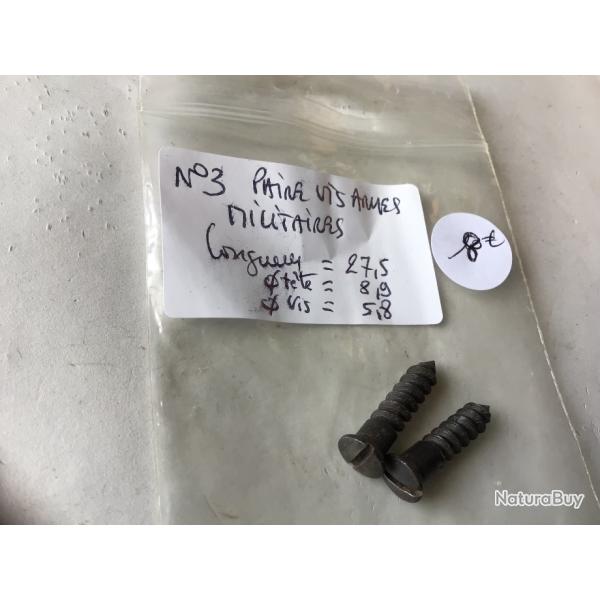 N°3 PAIRE VIS ARMES
MILITAIRES
Longueur = 27,5
φ tête = 8,9
φ VIS = 5,8
8€
NaturaBuy